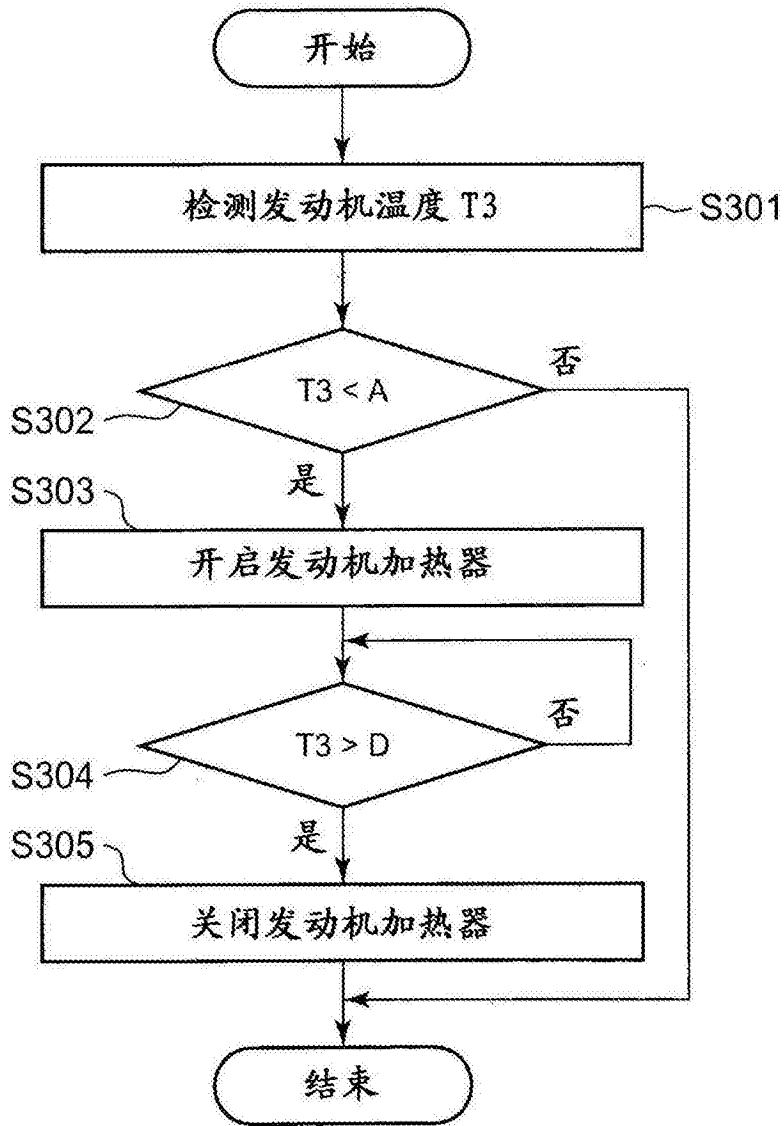 开始
检测发动机温度 T3
S301
T3 < A
否
S302
是
S303
开启发动机加热器
T3 > D
否
S304
是
S305
关闭发动机加热器
结束